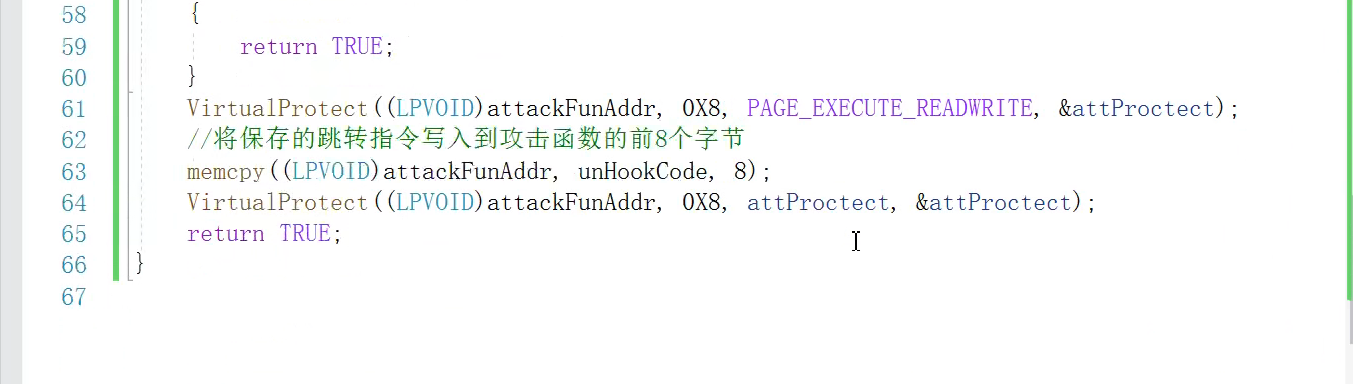 58 {
59 return TRUE;
60 }
61 VirtualProtect((LPVOID)attackFunAddr, 0X8, PAGE_EXECUTE_READWRITE, &attProctect);
62 //将保存的跳转指令写入到攻击函数的前8个字节
63 memcpy((LPVOID)attackFunAddr, unHookCode, 8);
64 VirtualProtect((LPVOID)attackFunAddr, 0X8, attProctect, &attProctect);
65 return TRUE;
66 }
67